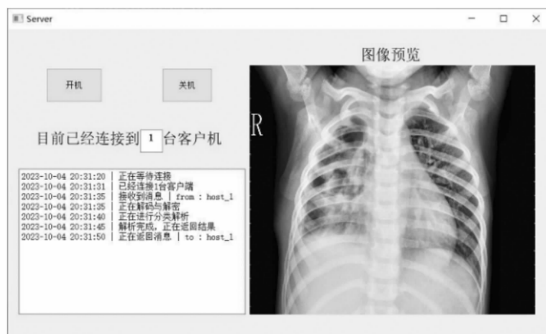 Server
图像预览
开机
关机
R
目前已经连接到 1 台客户机
2023-10-04 20:31:20 | 正在等待连接
2023-10-04 20:31:31 | 已经连接1台客户端
2023-10-04 20:31:35 | 接收到消息 | from : host_1
2023-10-04 20:31:35 | 正在解码与解密
2023-10-04 20:31:40 | 正在进行分类解析
2023-10-04 20:31:45 | 解析完成,正在返回结果
2023-10-04 20:31:50 | 正在返回消息 | to : host_1